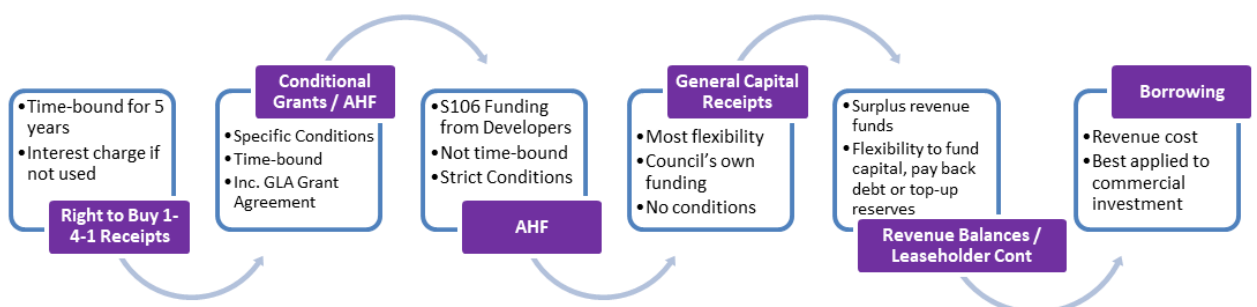 •Time-bound for 5
years
•Interest charge if
not used
Right to Buy 1-
4-1 Receipts
Conditional
Grants / AHF
•Specific Conditions
•Time-bound
•Inc. GLA Grant
Agreement
•S106 Funding
from Developers
•Not time-bound
•Strict Conditions
AHF
General Capital
Receipts
•Most flexibility
•Council's own
funding
•No conditions
•Surplus revenue
funds
•Flexibility to fund
capital, pay back
debt or top-up
reserves
Revenue Balances /
Leaseholder Cont
Borrowing
•Revenue cost
•Best applied to
commercial
investment